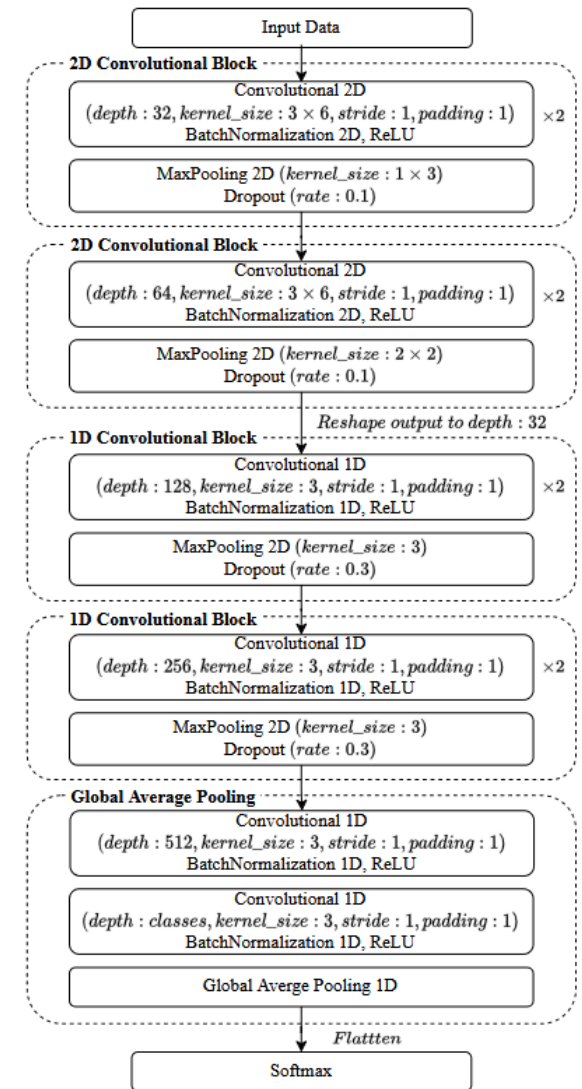 Input Data
2D Convolutional Block
Convolutional 2D
(depth : 32, kernel_size : 3 × 6, stride : 1, padding : 1)
BatchNormalization 2D, ReLU
×2
MaxPooling 2D (kernel_size : 1 × 3)
Dropout (rate : 0.1)
2D Convolutional Block
Convolutional 2D
(depth : 64, kernel_size : 3 × 6, stride : 1, padding : 1)
BatchNormalization 2D, ReLU
×2
MaxPooling 2D (kernel_size : 2 × 2)
Dropout (rate : 0.1)
Reshape output to depth : 32
1D Convolutional Block
Convolutional 1D
(depth : 128, kernel_size : 3, stride : 1, padding : 1)
BatchNormalization 1D, ReLU
×2
MaxPooling 2D (kernel_size : 3)
Dropout (rate : 0.3)
1D Convolutional Block
Convolutional 1D
(depth : 256, kernel_size : 3, stride : 1, padding : 1)
BatchNormalization 1D, ReLU
×2
MaxPooling 2D (kernel_size : 3)
Dropout (rate : 0.3)
Global Average Pooling
Convolutional 1D
(depth : 512, kernel_size : 3, stride : 1, padding : 1)
BatchNormalization 1D, ReLU
Convolutional 1D
(depth : classes, kernel_size : 3, stride : 1, padding : 1)
BatchNormalization 1D, ReLU
Global Averge Pooling 1D
Flattten
Softmax